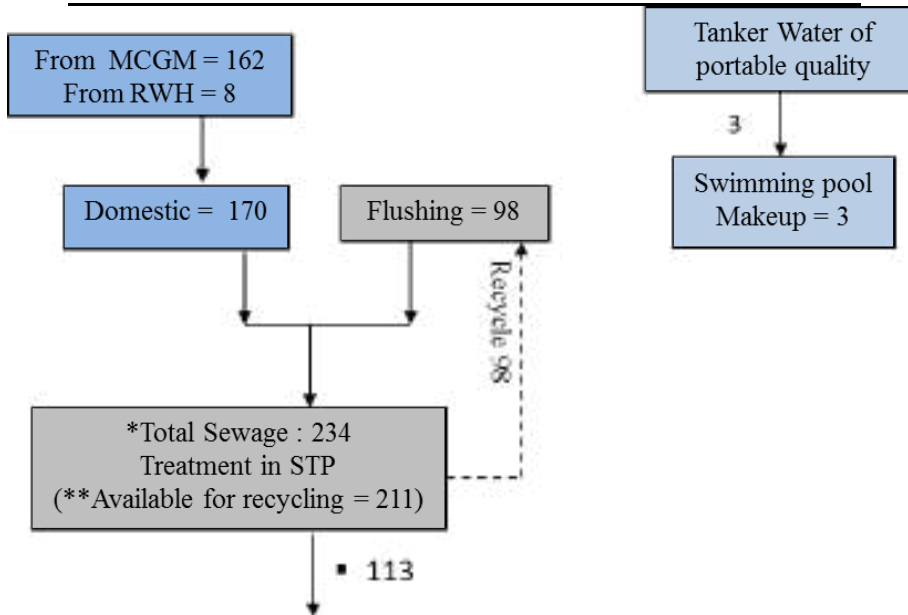 From MCGM = 162
From RWH = 8
Tanker Water of
portable quality
3
Domestic = 170
Flushing = 98
Swimming pool
Makeup = 3
Recycle 98
*Total Sewage : 234
Treatment in STP
(**Available for recycling = 211)
▪ 113